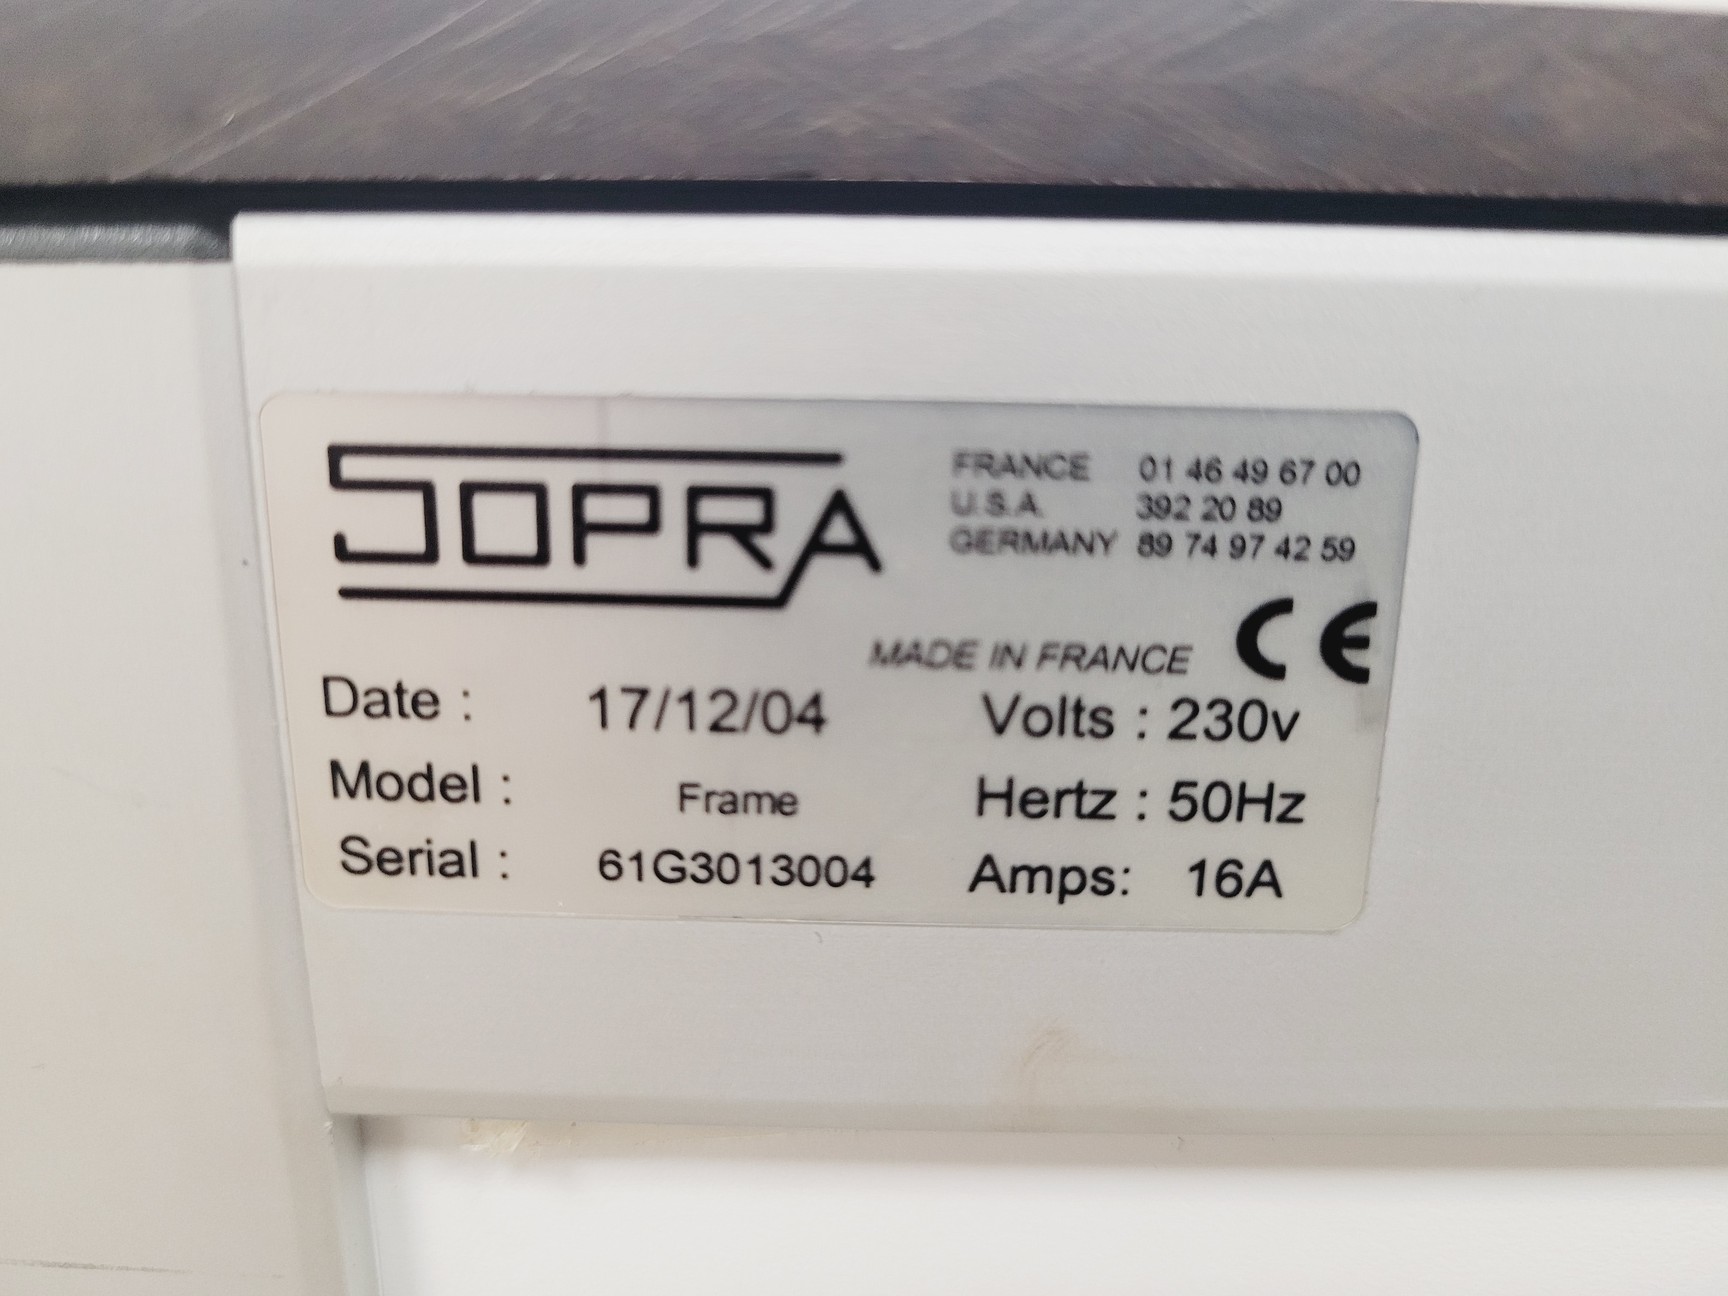 SOPRA
FRANCE 01 46 49 67 00
U.S.A. 392 20 89
GERMANY 89 74 97 42 59
MADE IN FRANCE CE
Date : 17/12/04 Volts : 230v
Model : Frame Hertz : 50Hz
Serial : 61G3013004 Amps: 16A